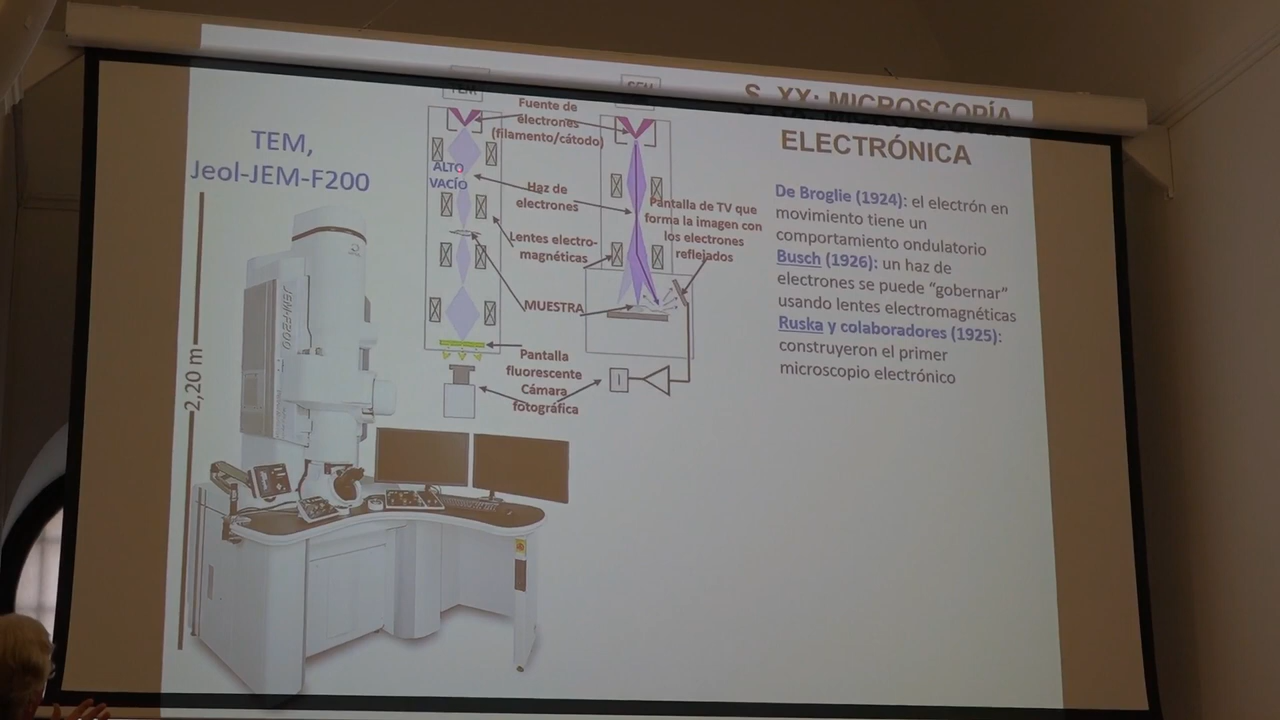 S. XX: MICROSCOPÍA
ELECTRÓNICA
TEM,
Jeol-JEM-F200
2,20 m
JEM-F200
TEM
SEM
Fuente de
electrones
(filamento/cátodo)
ALTO
VACÍO
Haz de
electrones
Lentes electro-
magnéticas
MUESTRA
Pantalla
fluorescente
Cámara
fotográfica
Pantalla de TV que
forma la imagen con
los electrones
reflejados
De Broglie (1924): el electrón en
movimiento tiene un
comportamiento ondulatorio
Busch (1926): un haz de
electrones se puede “gobernar”
usando lentes electromagnéticas
Ruska y colaboradores (1925):
construyeron el primer
microscopio electrónico